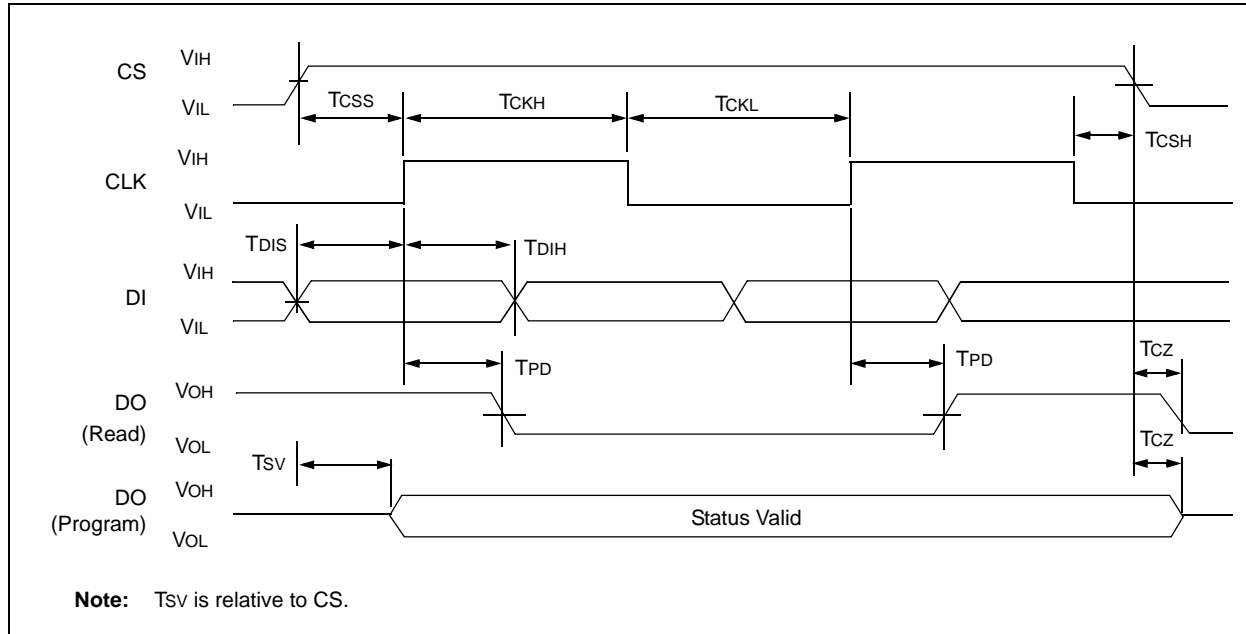 CS
VIH
VIL
TCSS
TCKH
TCKL
TCSH
CLK
VIH
VIL
TDIS
TDIH
DI
VIH
VIL
TPD
TPD
TCZ
DO
(Read)
VOH
VOL
TSV
TCZ
DO
(Program)
VOH
VOL
Status Valid
Note: TSV is relative to CS.